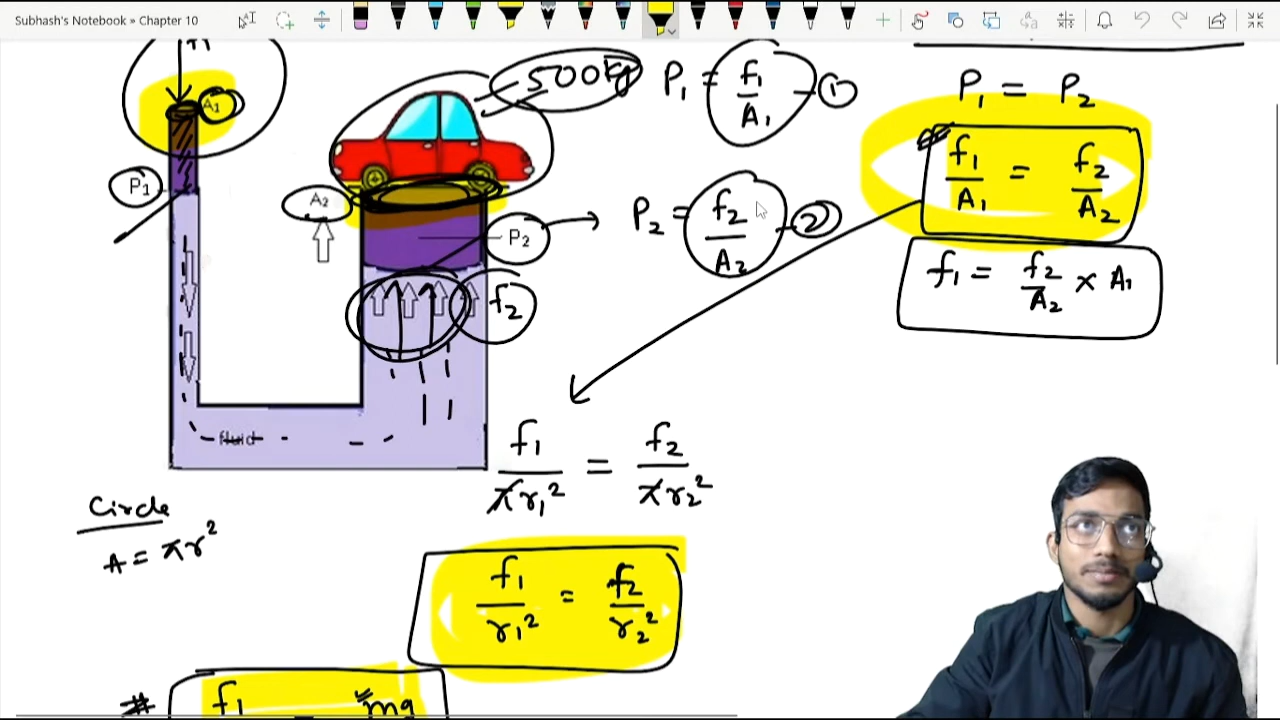 Subhash's Notebook » Chapter 10
A₁
500kg
P₁ = f₁/A₁ - ①
P₁ = P₂
f₁/A₁ = f₂/A₂
P₁
A₂
P₂
P₂ = f₂/A₂ - ②
f₂
f₁ = f₂/A₂ × A₁
fluid
f₁/πr₁² = f₂/πr₂²
Circle
A = πr²
f₁/r₁² = f₂/r₂²
#
f₁ mg